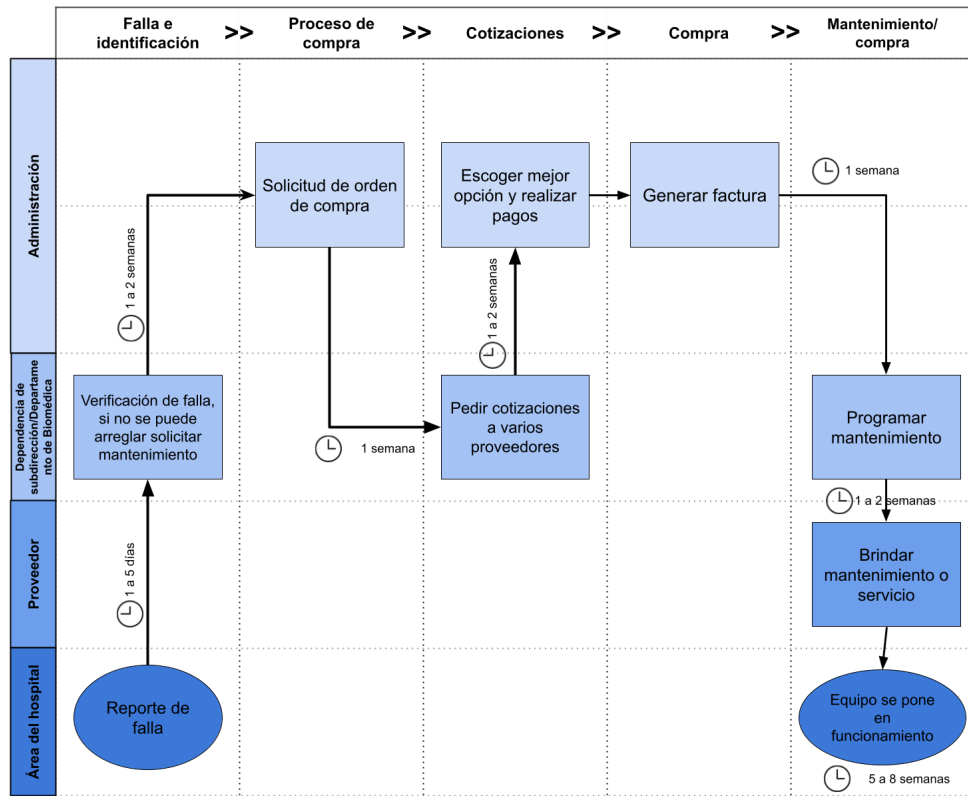 Falla e
identificación
>>
Proceso de
compra
>>
Cotizaciones
>>
Compra
>>
Mantenimiento/
compra
Administración
Solicitud de orden
de compra
Escoger mejor
opción y realizar
pagos
Generar factura
1 semana
1 a 2 semanas
1 a 2 semanas
Dependencia de
subdirección/Departame
nto de Biomédica
Verificación de falla,
si no se puede
arreglar solicitar
mantenimiento
1 semana
Pedir cotizaciones
a varios
proveedores
Programar
mantenimiento
1 a 2 semanas
Proveedor
1 a 5 días
Brindar
mantenimiento o
servicio
Área del hospital
Reporte de
falla
Equipo se pone
en
funcionamiento
5 a 8 semanas